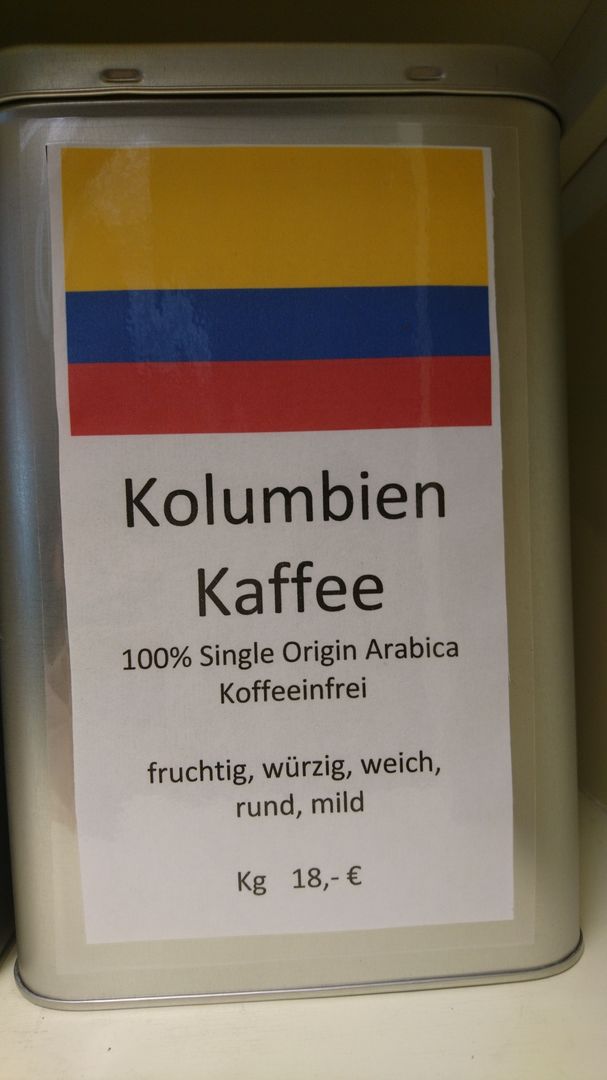 Kolumbien
Kaffee
100% Single Origin Arabica
Koffeeinfrei
fruchtig, würzig, weich,
rund, mild
Kg 18,- €